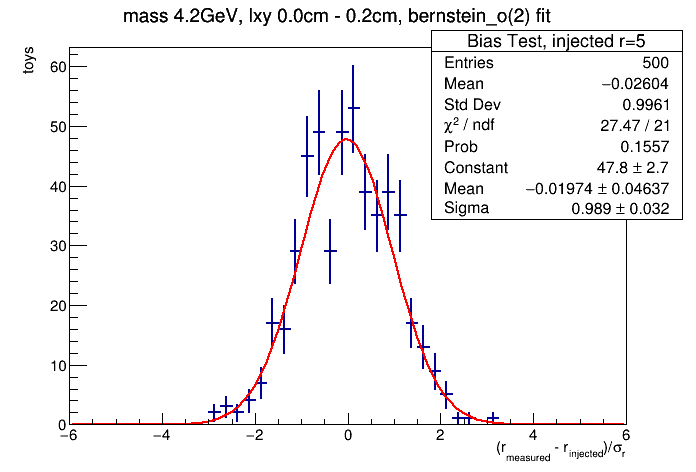 mass 4.2GeV, lxy 0.0cm - 0.2cm, bernstein_o(2) fit
Bias Test, injected r=5
Entries 500
Mean −0.02604
Std Dev 0.9961
χ² / ndf 27.47 / 21
Prob 0.1557
Constant 47.8 ± 2.7
Mean −0.01974 ± 0.04637
Sigma 0.989 ± 0.032
toys
60
50
40
30
20
10
0
−6 −4 −2 0 2 4 6
(r_measured - r_injected)/σ_r